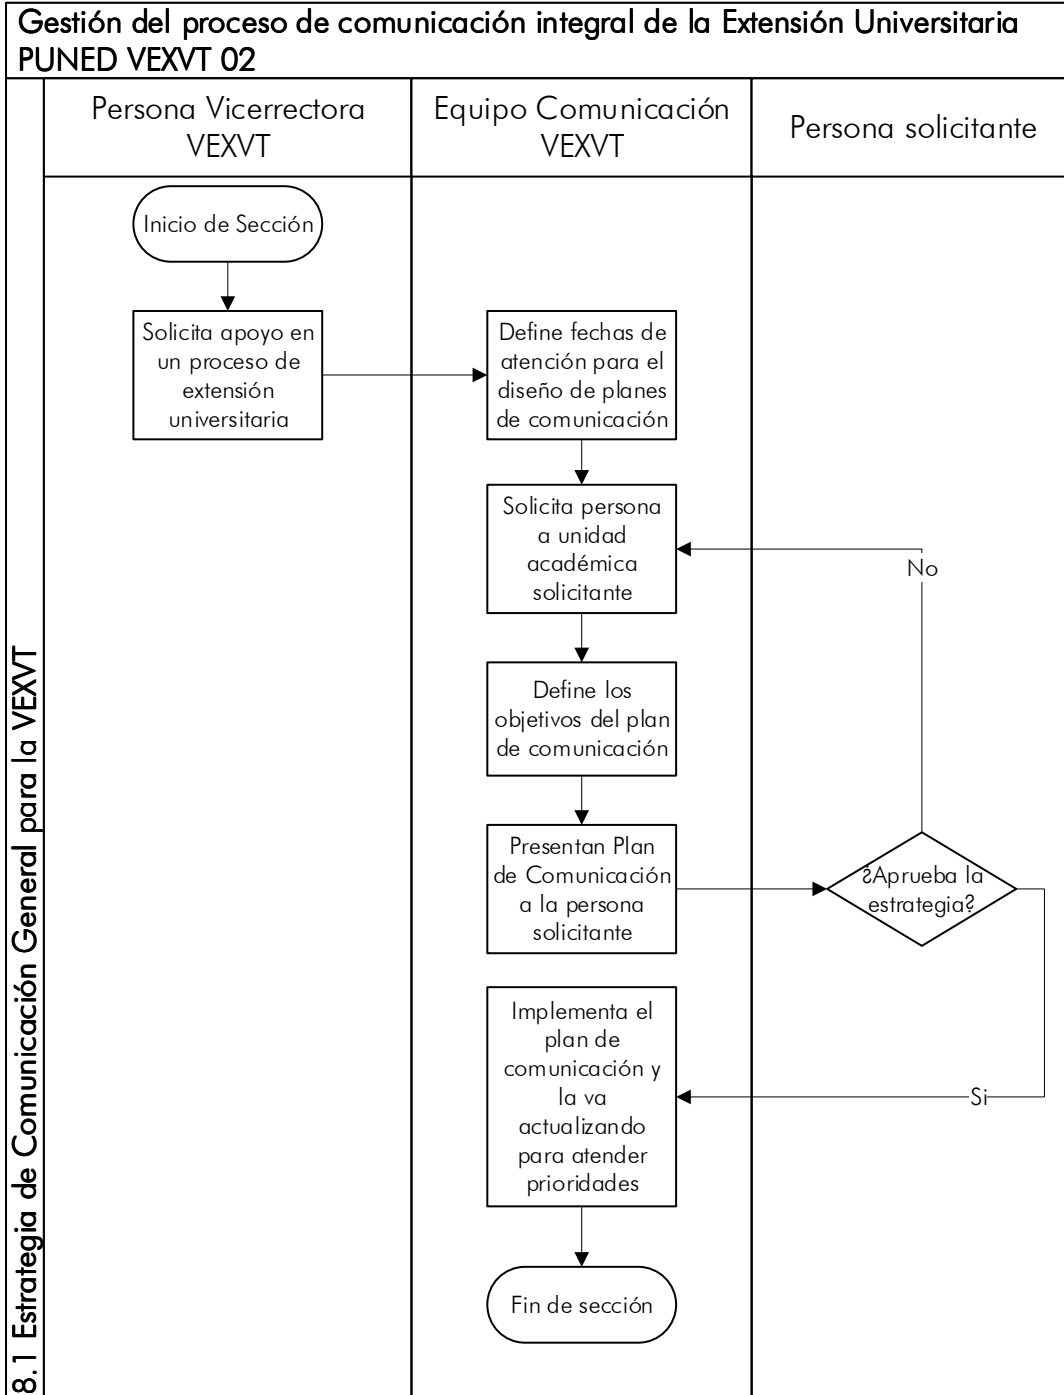 Gestión del proceso de comunicación integral de la Extensión Universitaria
PUNED VEXVT 02
8.1 Estrategia de Comunicación General para la VEXVT
Persona Vicerrectora
VEXVT
Equipo Comunicación
VEXVT
Persona solicitante
Inicio de Sección
Solicita apoyo en
un proceso de
extensión
universitaria
Define fechas de
atención para el
diseño de planes
de comunicación
Solicita persona
a unidad
académica
solicitante
No
Define los
objetivos del plan
de comunicación
Presentan Plan
de Comunicación
a la persona
solicitante
¿Aprueba la
estrategia?
Implementa el
plan de
comunicación y
la va
actualizando
para atender
prioridades
Si
Fin de sección